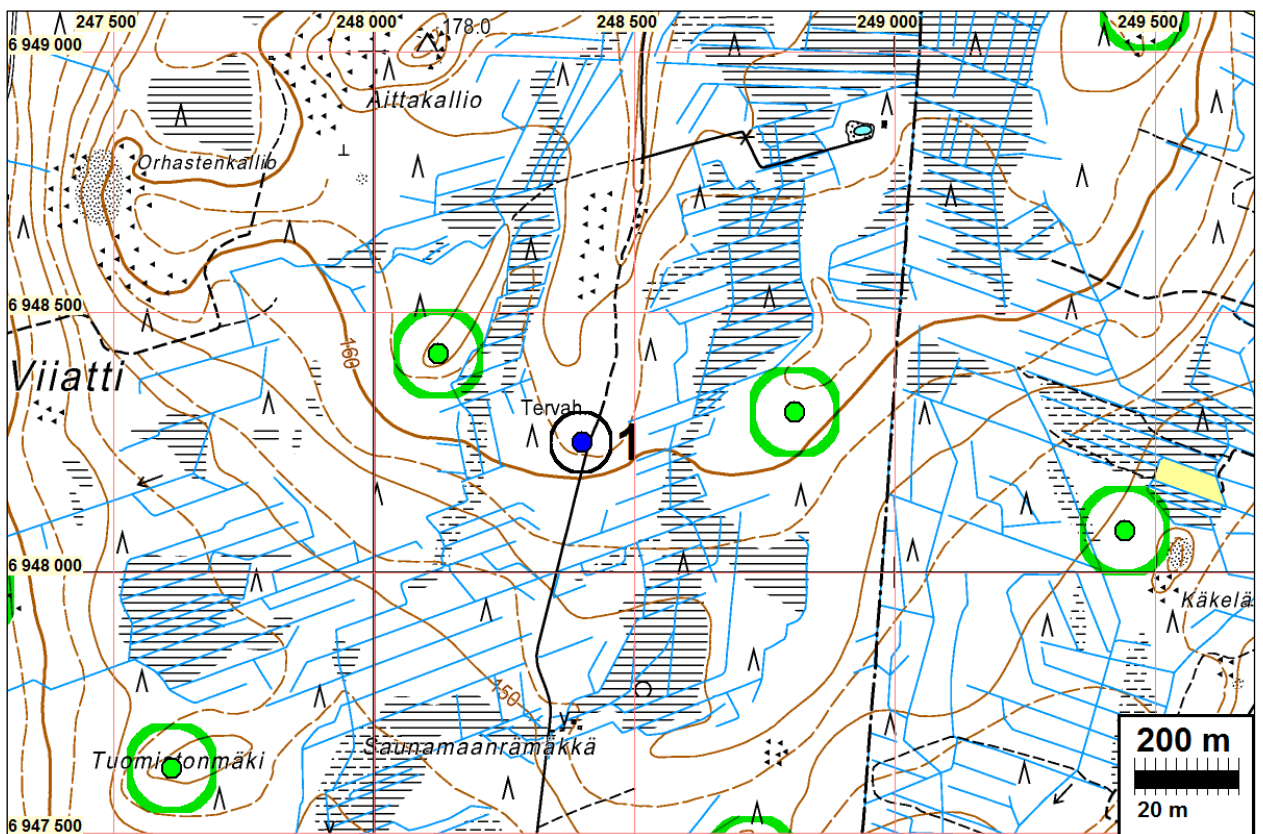 247 500
248 000
248 500
249 000
249 500
6 949 000
178.0
Aittakallio
Orhastenkallio
6 948 500
160
Viiatti
Tervah
1
6 948 000
Käkelä
150
Saunamaanrämäkkä
Tuomistonmäki
200 m
20 m
6 947 500